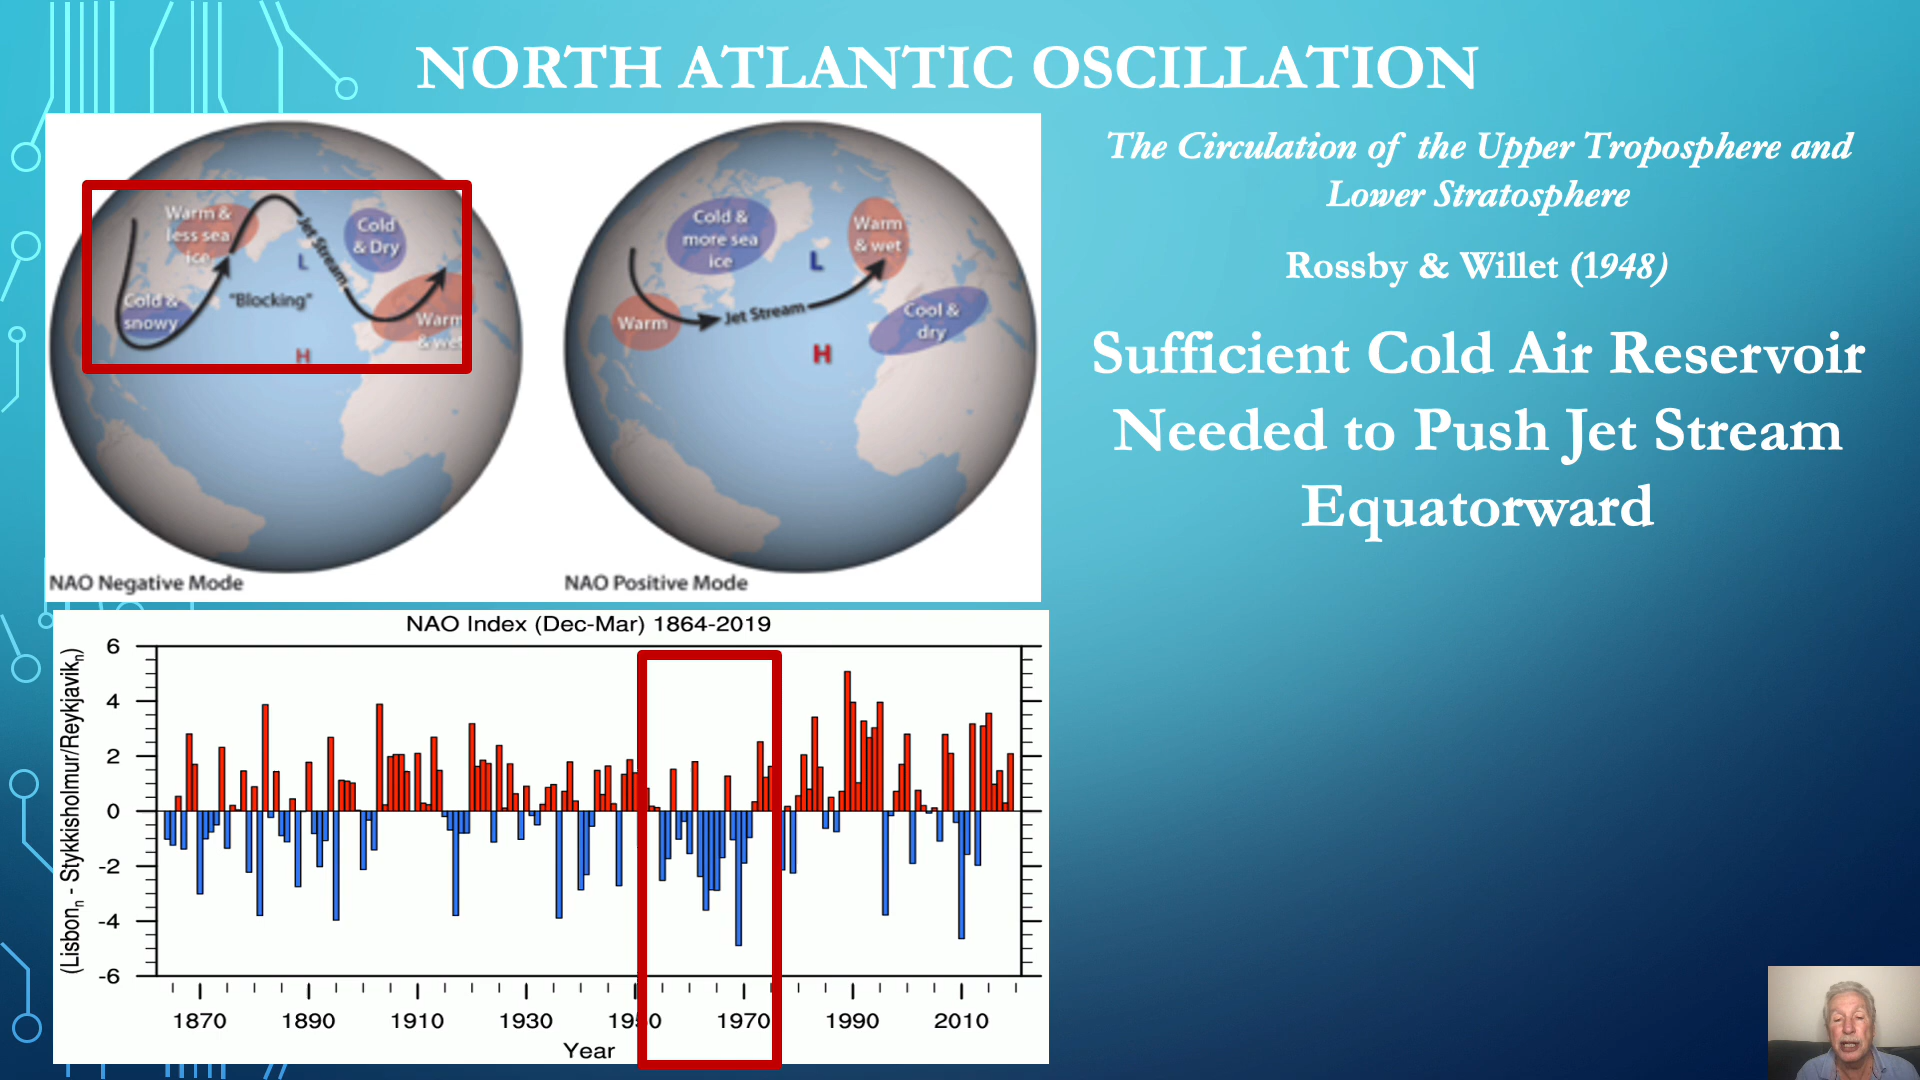 NORTH ATLANTIC OSCILLATION
The Circulation of the Upper Troposphere and
Lower Stratosphere
Rossby & Willet (1948)
Sufficient Cold Air Reservoir
Needed to Push Jet Stream
Equatorward
Warm &
less sea
ice
Cold
& Dry
Jet Stream
L
"Blocking"
Cold &
snowy
Warm
& wet
H
NAO Negative Mode
Cold &
more sea
ice
Warm
& wet
L
Warm
Jet Stream
Cool &
dry
H
NAO Positive Mode
NAO Index (Dec-Mar) 1864-2019
(Lisbonn - Stykkisholmur/Reykjavikn)
6
4
2
0
-2
-4
-6
1870 1890 1910 1930 1950 1970 1990 2010
Year